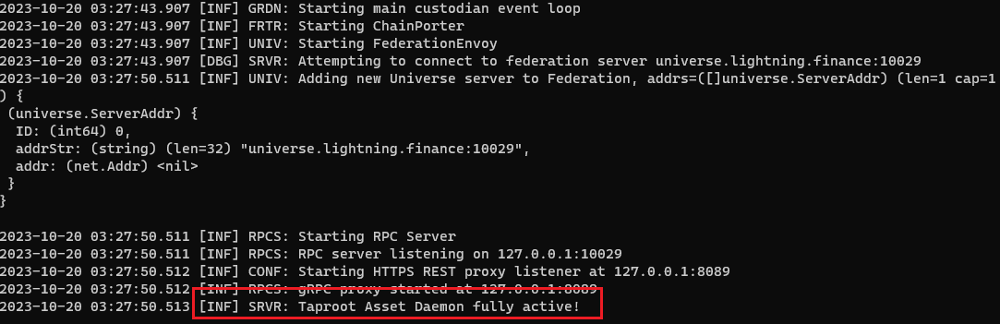 2023-10-20 03:27:43.907 [INF] GRDN: Starting main custodian event loop
2023-10-20 03:27:43.907 [INF] FRTR: Starting ChainPorter
2023-10-20 03:27:43.907 [INF] UNIV: Starting FederationEnvoy
2023-10-20 03:27:43.907 [DBG] SRVR: Attempting to connect to federation server universe.lightning.finance:10029
2023-10-20 03:27:50.511 [INF] UNIV: Adding new Universe server to Federation, addrs=([]universe.ServerAddr) (len=1 cap=1
) {
 (universe.ServerAddr) {
  ID: (int64) 0,
  addrStr: (string) (len=32) "universe.lightning.finance:10029",
  addr: (net.Addr) <nil>
 }
}
2023-10-20 03:27:50.511 [INF] RPCS: Starting RPC Server
2023-10-20 03:27:50.511 [INF] RPCS: RPC server listening on 127.0.0.1:10029
2023-10-20 03:27:50.512 [INF] CONF: Starting HTTPS REST proxy listener at 127.0.0.1:8089
2023-10-20 03:27:50.512 [INF] RPCS: gRPC proxy started at 127.0.0.1:8089
2023-10-20 03:27:50.513 [INF] SRVR: Taproot Asset Daemon fully active!